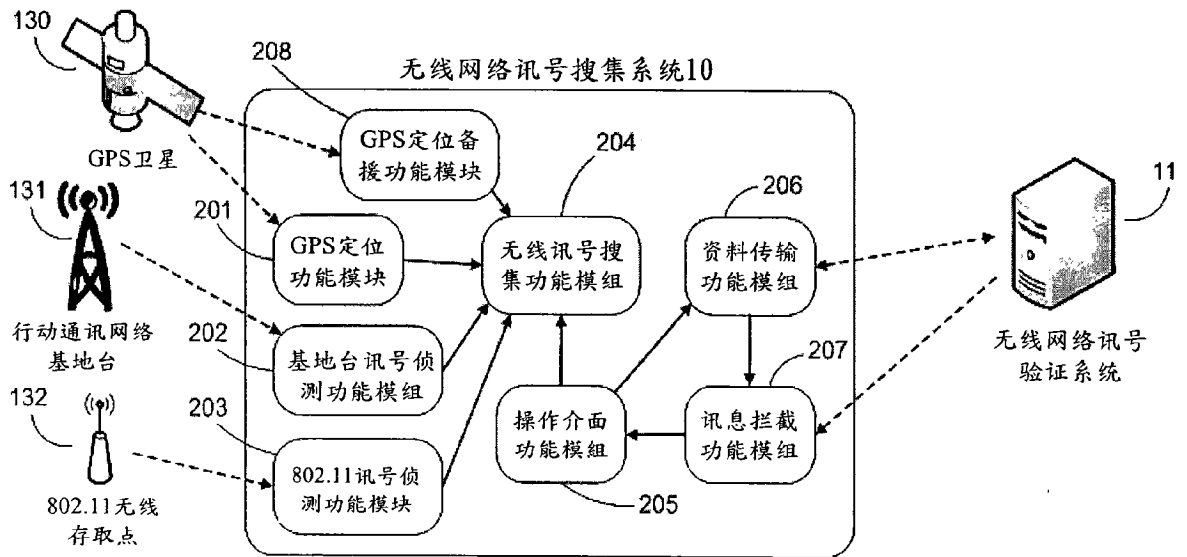 130
GPS卫星
131
行动通讯网络
基地台
132
802.11无线
存取点
无线网络讯号搜集系统10
208
GPS定位备
接功能模块
201
GPS定位
功能模块
202
基地台讯号侦
测功能模组
203
802.11讯号侦
测功能模块
204
无线讯号搜
集功能模组
206
资料传输
功能模组
207
讯息拦截
功能模组
操作介面
功能模组
205
11
无线网络讯号
验证系统